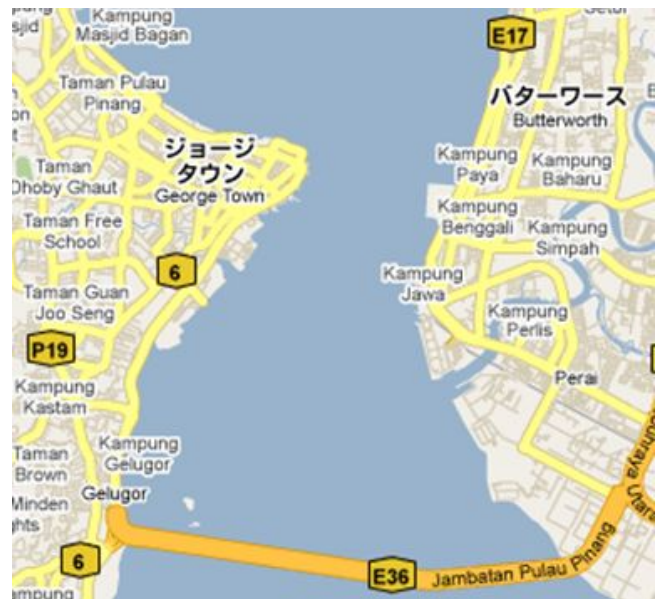 Kampung
Masjid Bagan
E17
Taman Pulau
Pinang
バターワース
Butterworth
ジョージ
タウン
George Town
Kampung
Paya
Kampung
Baharu
Taman
Dhoby Ghaut
Kampung
Benggali
Kampung
Simpah
Taman Free
School
6
Kampung
Jawa
Taman Guan
Joo Seng
Kampung
Perlis
P19
Perai
Kampung
Kastam
Kampung
Gelugor
Taman
Brown
Gelugor
Minden
6
E36
Jambatan Pulau Pinang